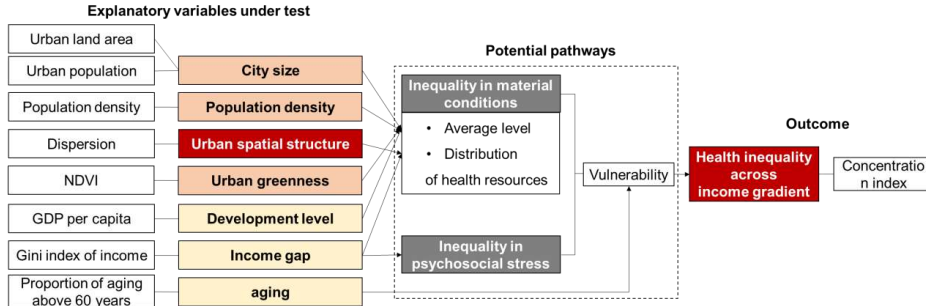 Explanatory variables under test
Urban land area
Urban population
City size
Population density
Population density
Dispersion
Urban spatial structure
NDVI
Urban greenness
GDP per capita
Development level
Gini index of income
Income gap
Proportion of aging
above 60 years
aging
Potential pathways
Inequality in material
conditions
• Average level
• Distribution
of health resources
Inequality in
psychosocial stress
Vulnerability
Outcome
Health inequality
across
income gradient
Concentratio
n index